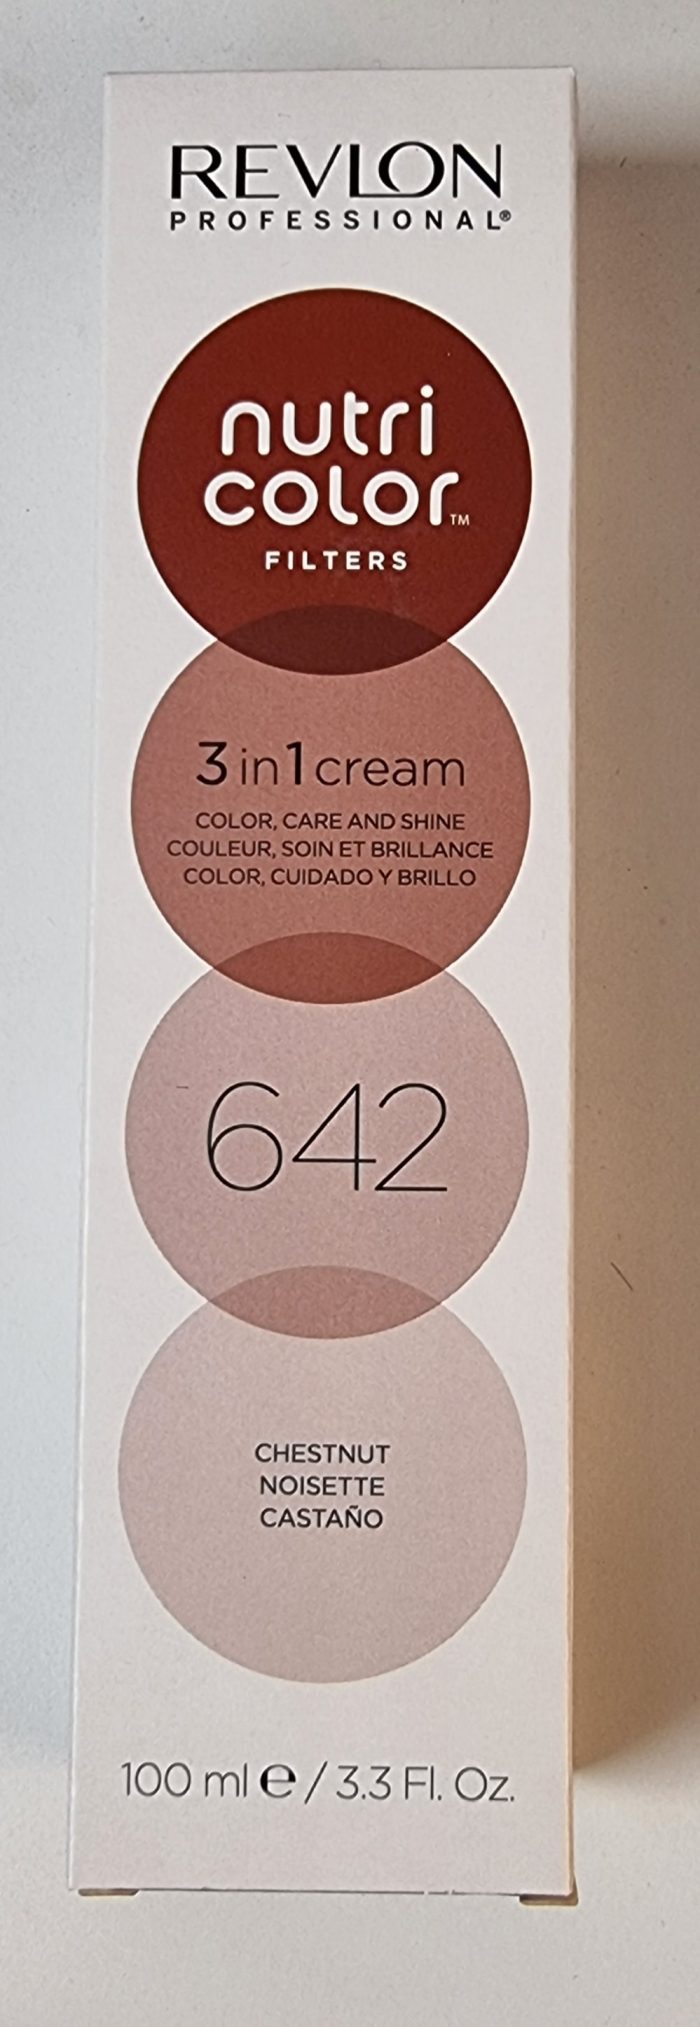 REVLON
PROFESSIONAL®
nutri
color™
FILTERS
3 in 1 cream
COLOR, CARE AND SHINE
COULEUR, SOIN ET BRILLANCE
COLOR, CUIDADO Y BRILLO
642
CHESTNUT
NOISETTE
CASTAÑO
100 ml e / 3.3 Fl. Oz.